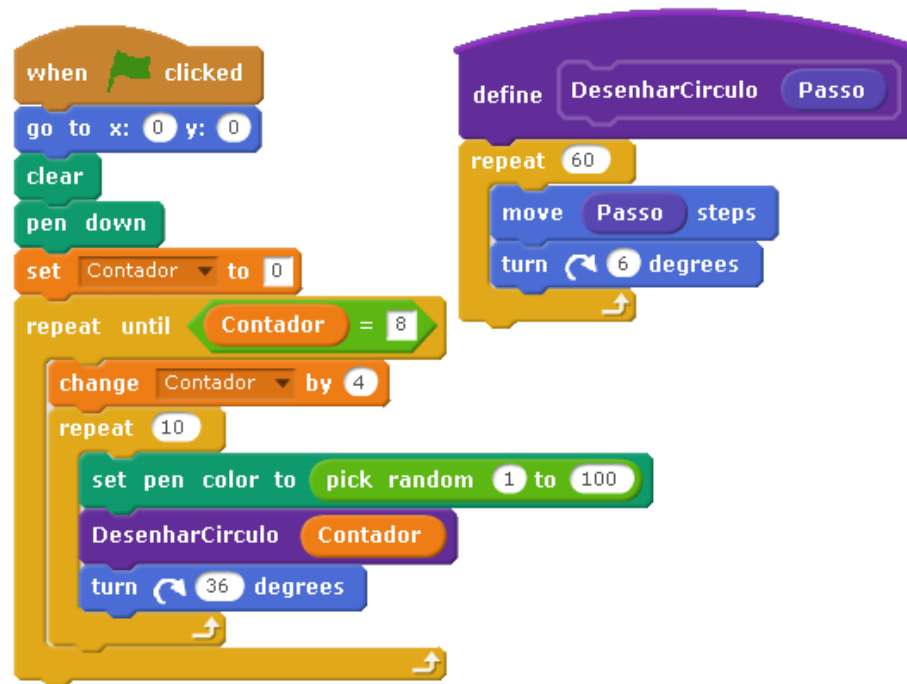 when clicked
go to x: 0 y: 0
clear
pen down
set Contador to 0
repeat until Contador = 8
change Contador by 4
repeat 10
set pen color to pick random 1 to 100
DesenharCirculo Contador
turn 36 degrees
define DesenharCirculo Passo
repeat 60
move Passo steps
turn 6 degrees